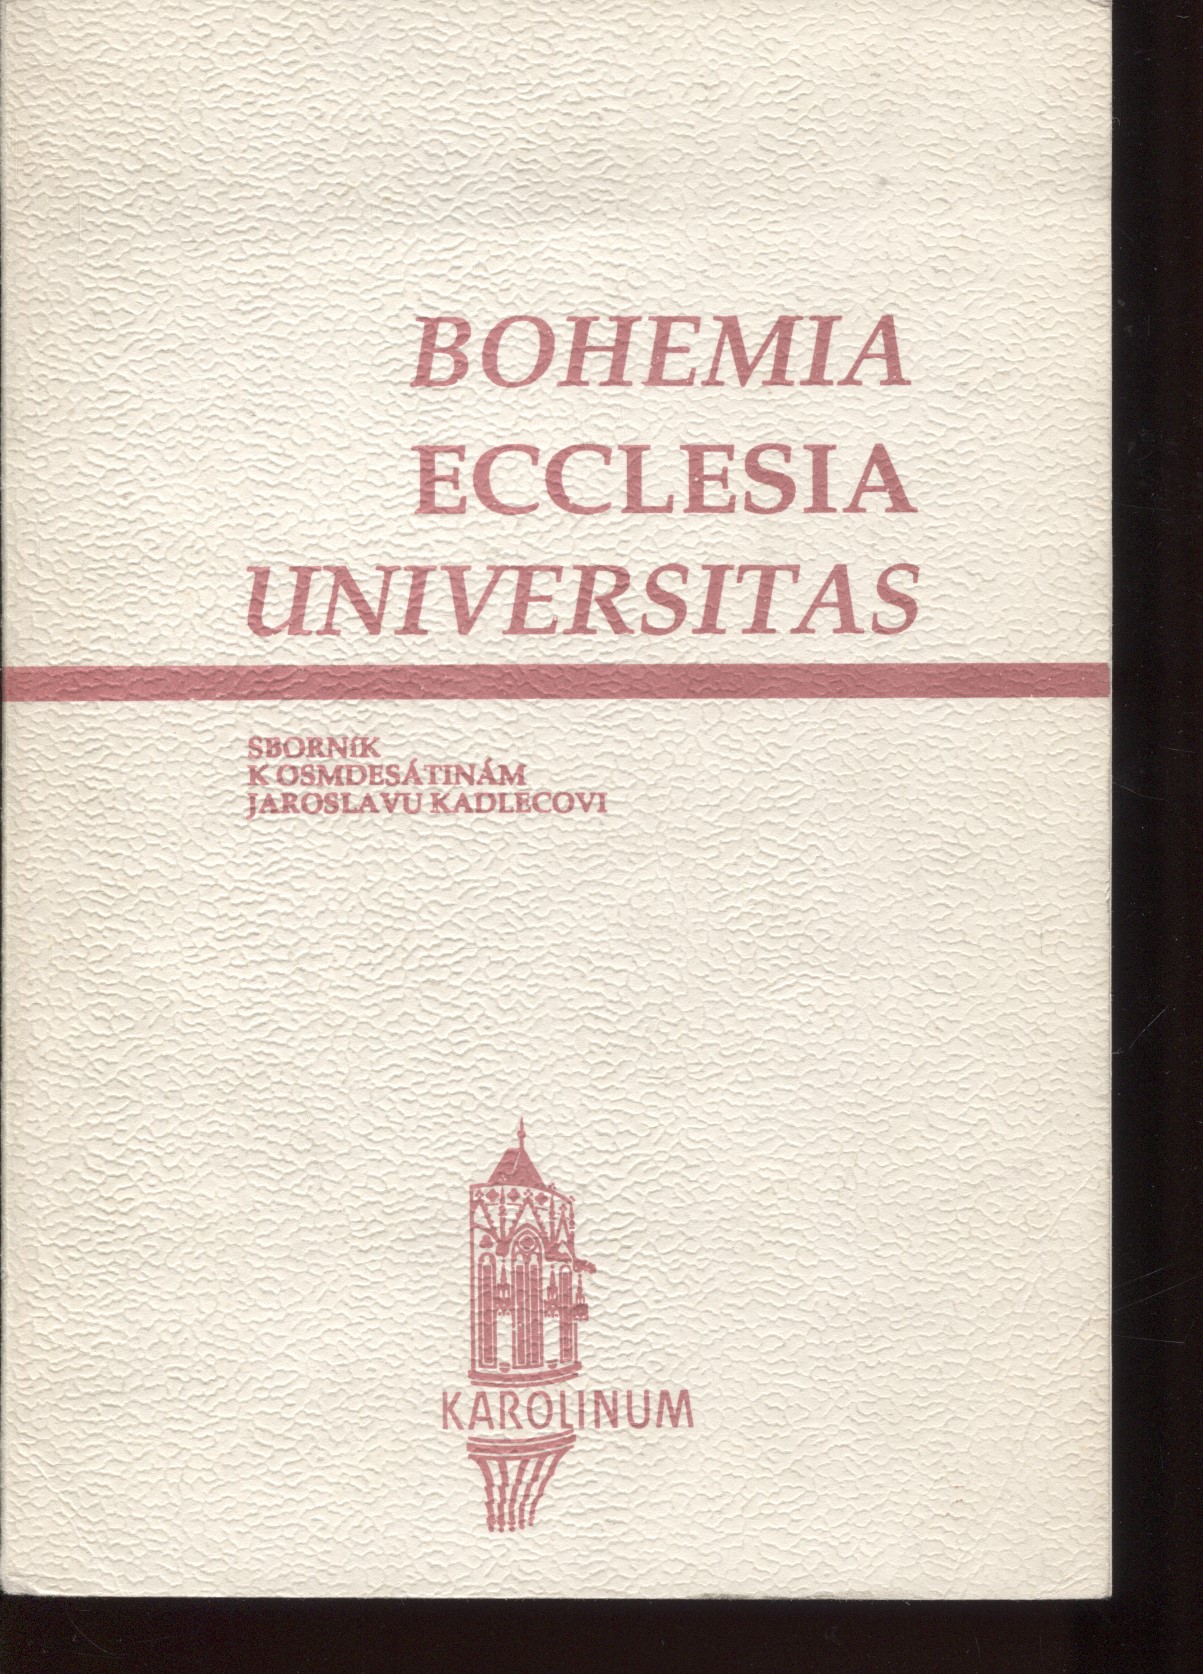 BOHEMIA
ECCLESIA
UNIVERSITAS
SBORNÍK
K OSMDESÁTINÁM
JAROSLAVU KADLECOVI
KAROLINUM